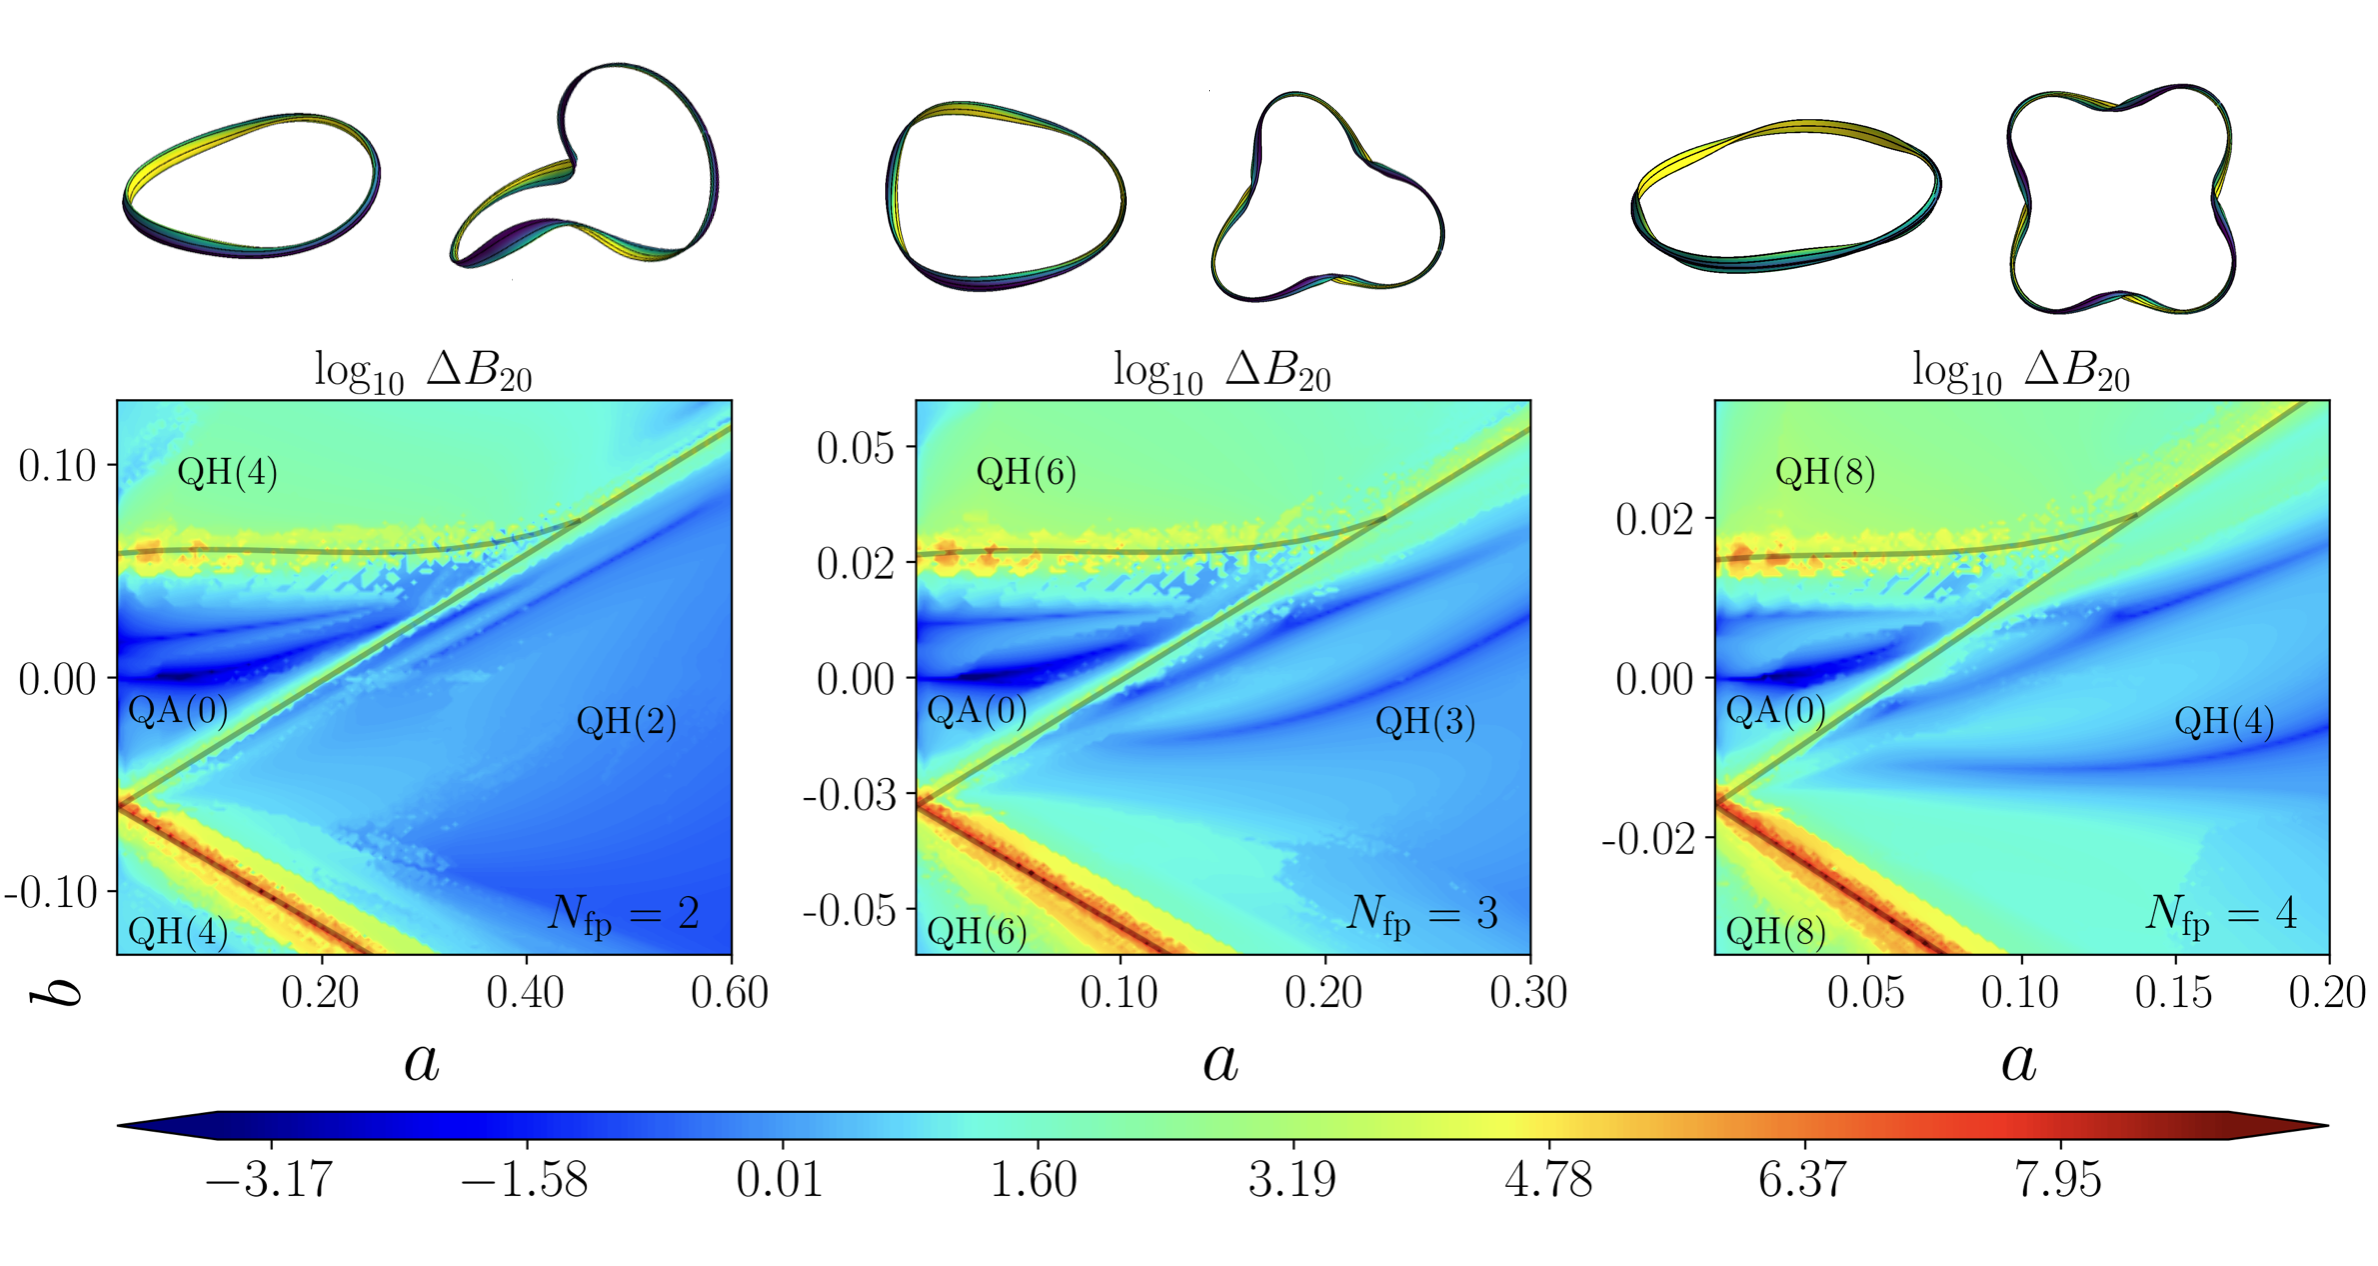 log₁₀ ΔB₂₀
0.10
0.00
-0.10
QH(4)
QA(0)
QH(2)
QH(4)
N_fp = 2
0.20 0.40 0.60
b
a
log₁₀ ΔB₂₀
0.05
0.02
0.00
-0.03
-0.05
QH(6)
QA(0)
QH(3)
QH(6)
N_fp = 3
0.10 0.20 0.30
a
log₁₀ ΔB₂₀
0.02
0.00
-0.02
QH(8)
QA(0)
QH(4)
QH(8)
N_fp = 4
0.05 0.10 0.15 0.20
a
−3.17 −1.58 0.01 1.60 3.19 4.78 6.37 7.95